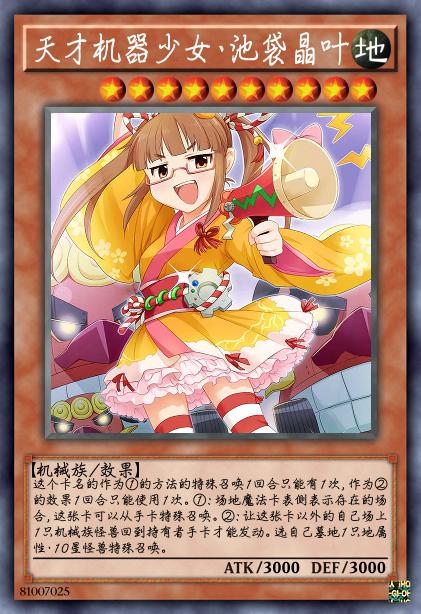 天才机器少女·池袋晶叶
地
【机械族/效果】
这个卡名的作为①的方法的特殊召唤1回合只能有1次,作为②
的效果1回合只能使用1次。①:场地魔法卡表侧表示存在的场
合,这张卡可以从手卡特殊召唤。②:让这张卡以外的自己场上
1只机械族怪兽回到持有者手卡才能发动。选自己墓地1只地属
性·10星怪兽特殊召唤。
ATK/3000 DEF/3000
81007025